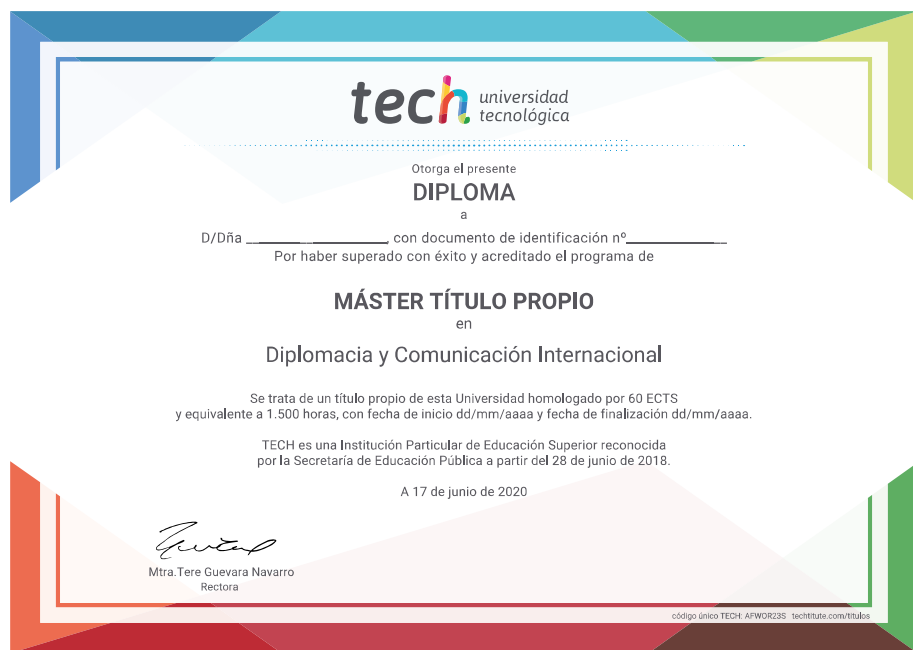 tech universidad
tecnológica
Otorga el presente
DIPLOMA
a
D/Dña ____________________, con documento de identificación nº______________
Por haber superado con éxito y acreditado el programa de
MÁSTER TÍTULO PROPIO
en
Diplomacia y Comunicación Internacional
Se trata de un título propio de esta Universidad homologado por 60 ECTS
y equivalente a 1.500 horas, con fecha de inicio dd/mm/aaaa y fecha de finalización dd/mm/aaaa.
TECH es una Institución Particular de Educación Superior reconocida
por la Secretaría de Educación Pública a partir del 28 de junio de 2018.
A 17 de junio de 2020
Mtra.Tere Guevara Navarro
Rectora
código único TECH: AFWOR23S techtitute.com/titulos